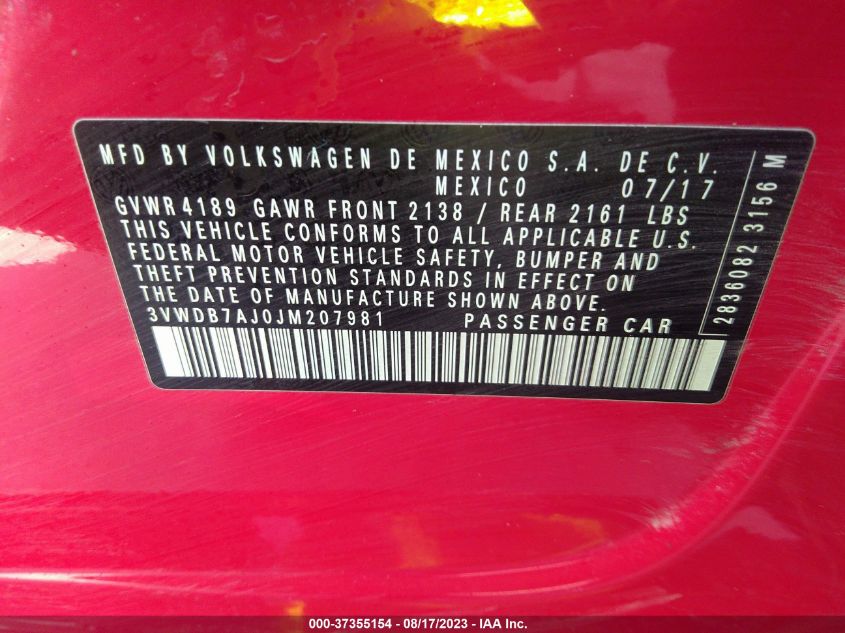 MFD BY VOLKSWAGEN DE MEXICO S.A. DE C.V.
MEXICO 07/17
GVWR 4189 GAWR FRONT 2138 / REAR 2161 LBS
THIS VEHICLE CONFORMS TO ALL APPLICABLE U.S.
FEDERAL MOTOR VEHICLE SAFETY, BUMPER AND
THEFT PREVENTION STANDARDS IN EFFECT ON
THE DATE OF MANUFACTURE SHOWN ABOVE.
3VWDB7AJ0JM207981 PASSENGER CAR
2836082 3156 M
000-37355154 - 08/17/2023 - IAA Inc.